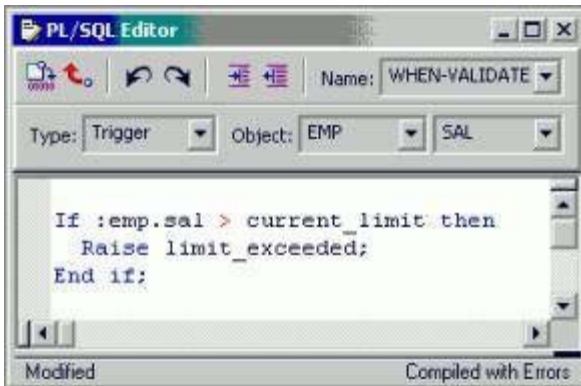 PL/SQL Editor
Name: WHEN-VALIDATE
Type: Trigger Object: EMP SAL
If :emp.sal > current_limit then
Raise limit_exceeded;
End if;
Modified Compiled with Errors